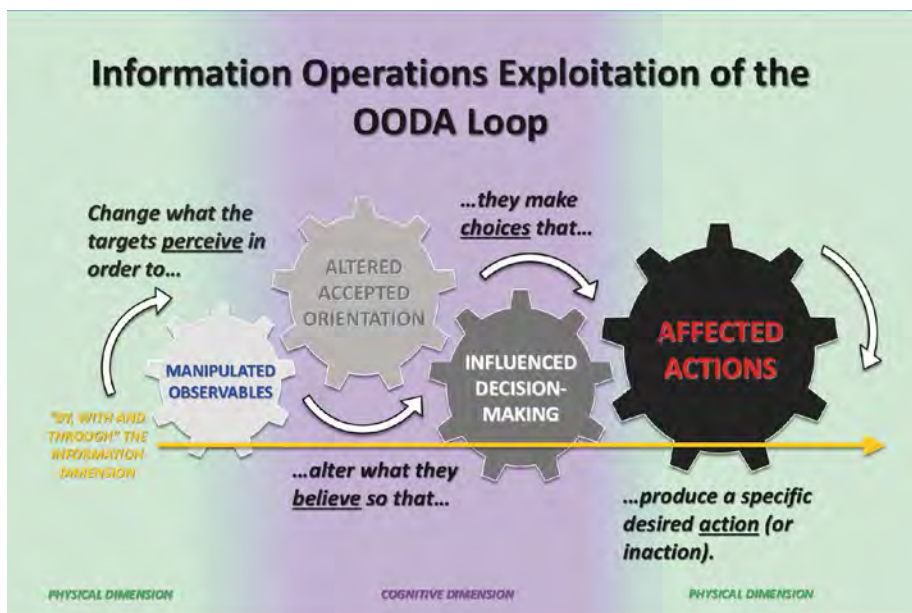 Information Operations Exploitation of the
OODA Loop
Change what the
targets perceive in
order to...
...they make
choices that...
ALTERED
ACCEPTED
ORIENTATION
MANIPULATED
OBSERVABLES
INFLUENCED
DECISION-
MAKING
AFFECTED
ACTIONS
"BY, WITH AND
THROUGH" THE
INFORMATION
DIMENSION
...alter what they
believe so that...
...produce a specific
desired action (or
inaction).
PHYSICAL DIMENSION
COGNITIVE DIMENSION
PHYSICAL DIMENSION